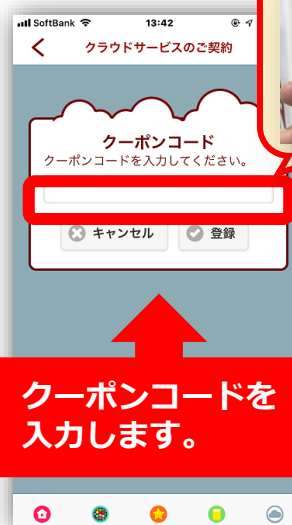 SoftBank 13:42
クラウドサービスのご契約
クーポンコード
クーポンコードを入力してください。
キャンセル 登録
クーポンコードを
入力します。